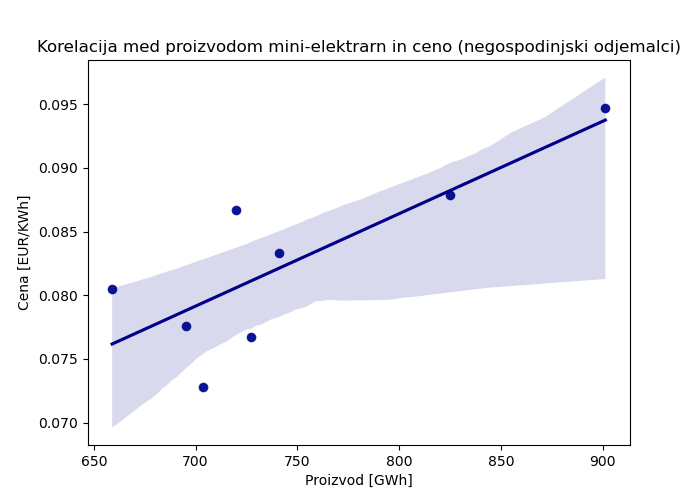 Korelacija med proizvodom mini-elektrarn in ceno (negospodinjski odjemalci)
Cena [EUR/KWh]
0.095
0.090
0.085
0.080
0.075
0.070
650 700 750 800 850 900
Proizvod [GWh]